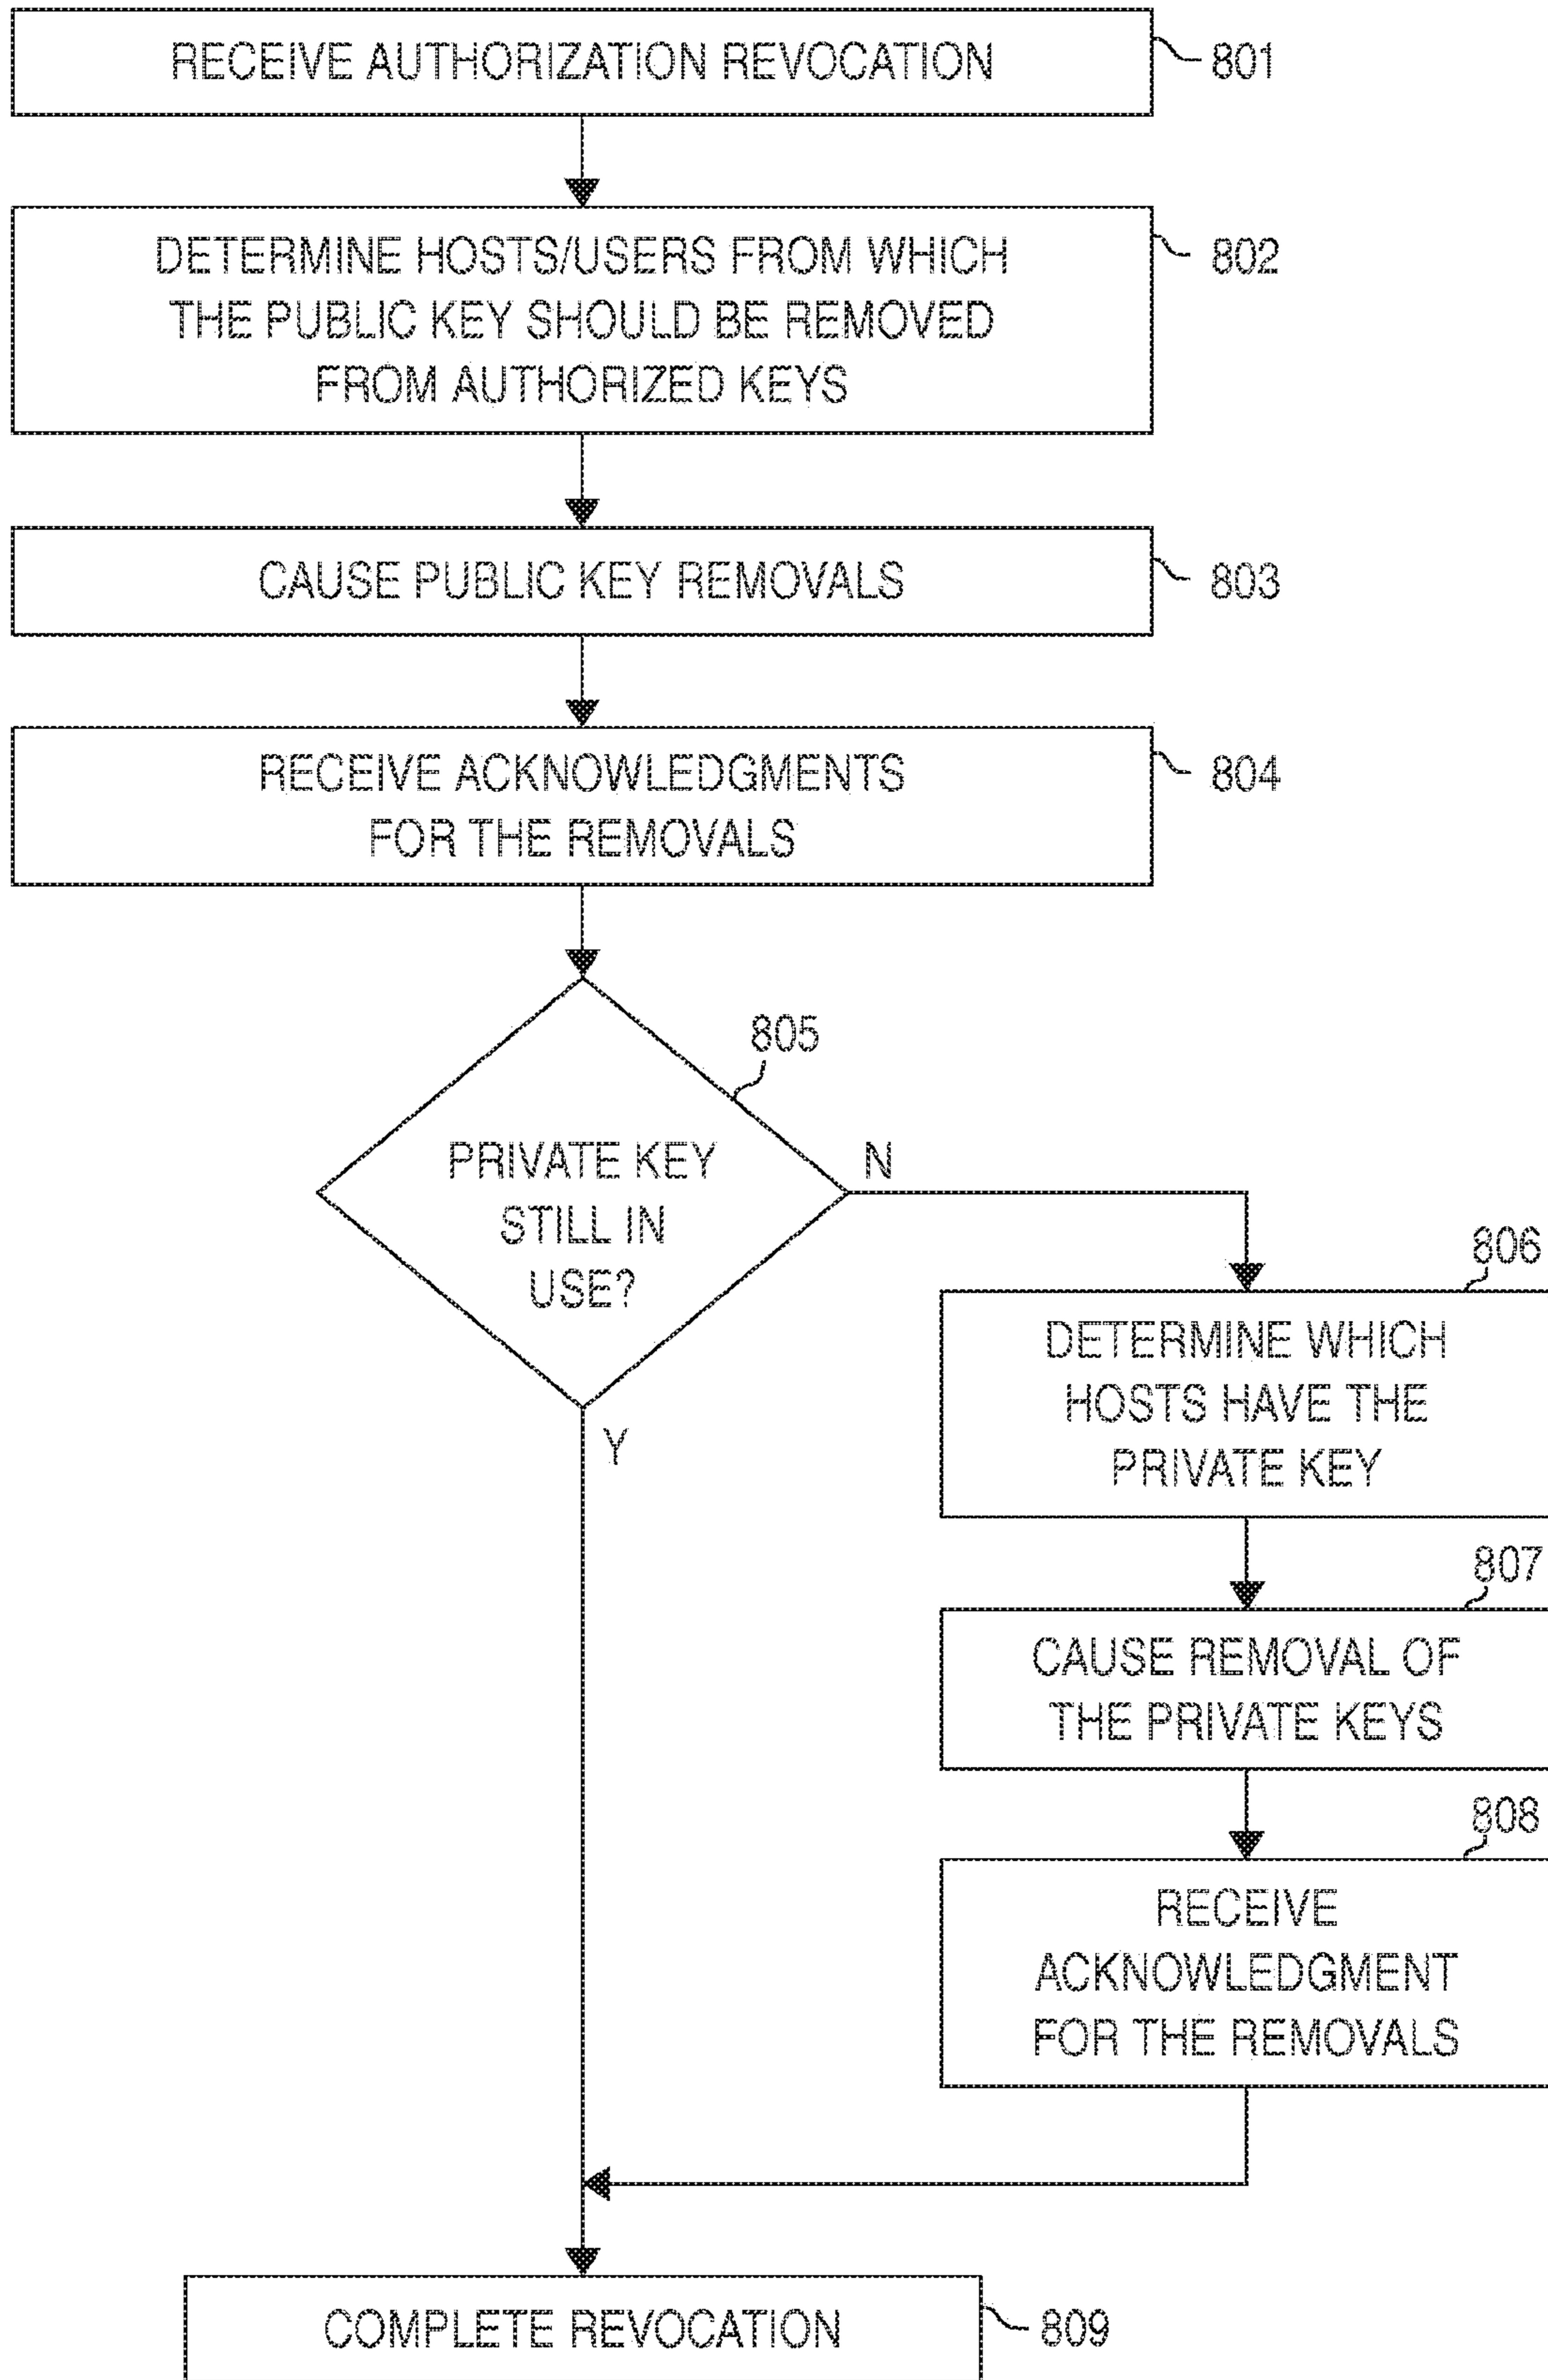 RECEIVE AUTHORIZATION REVOCATION
801
DETERMINE HOSTS/USERS FROM WHICH
THE PUBLIC KEY SHOULD BE REMOVED
FROM AUTHORIZED KEYS
802
CAUSE PUBLIC KEY REMOVALS
803
RECEIVE ACKNOWLEDGMENTS
FOR THE REMOVALS
804
805
PRIVATE KEY
STILL IN
USE?
N
Y
806
DETERMINE WHICH
HOSTS HAVE THE
PRIVATE KEY
807
CAUSE REMOVAL OF
THE PRIVATE KEYS
808
RECEIVE
ACKNOWLEDGMENT
FOR THE REMOVALS
COMPLETE REVOCATION
809